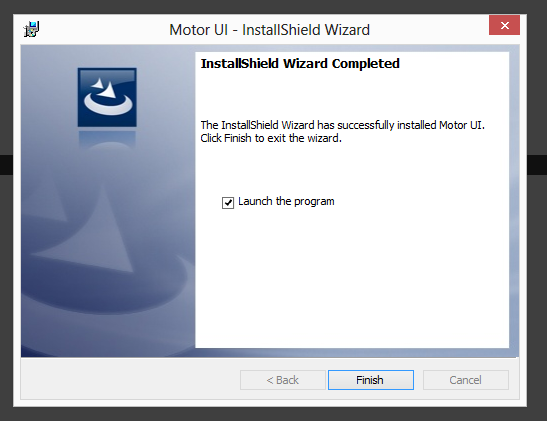 Motor UI - InstallShield Wizard
InstallShield Wizard Completed
The InstallShield Wizard has successfully installed Motor UI.
Click Finish to exit the wizard.
Launch the program
< Back
Finish
Cancel